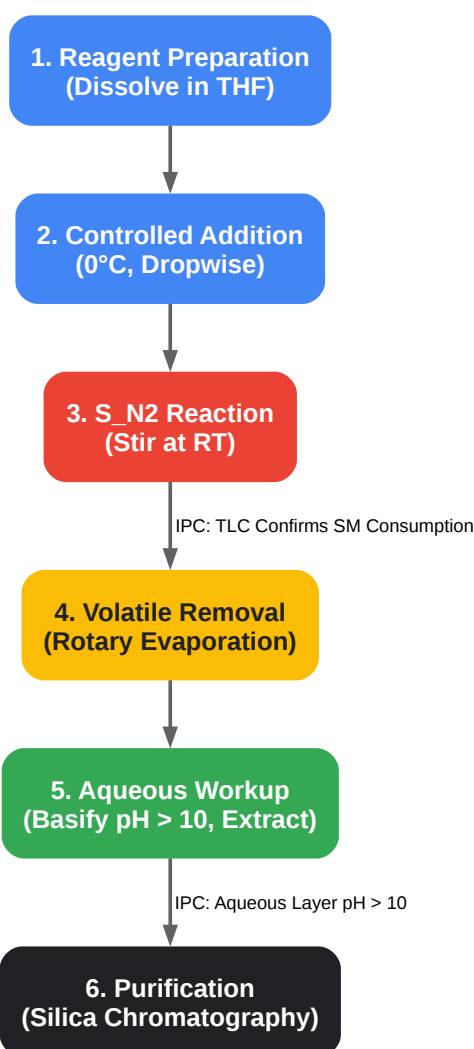 1. Reagent Preparation
(Dissolve in THF)
2. Controlled Addition
(0°C, Dropwise)
3. S_N2 Reaction
(Stir at RT)
IPC: TLC Confirms SM Consumption
4. Volatile Removal
(Rotary Evaporation)
5. Aqueous Workup
(Basify pH > 10, Extract)
IPC: Aqueous Layer pH > 10
6. Purification
(Silica Chromatography)